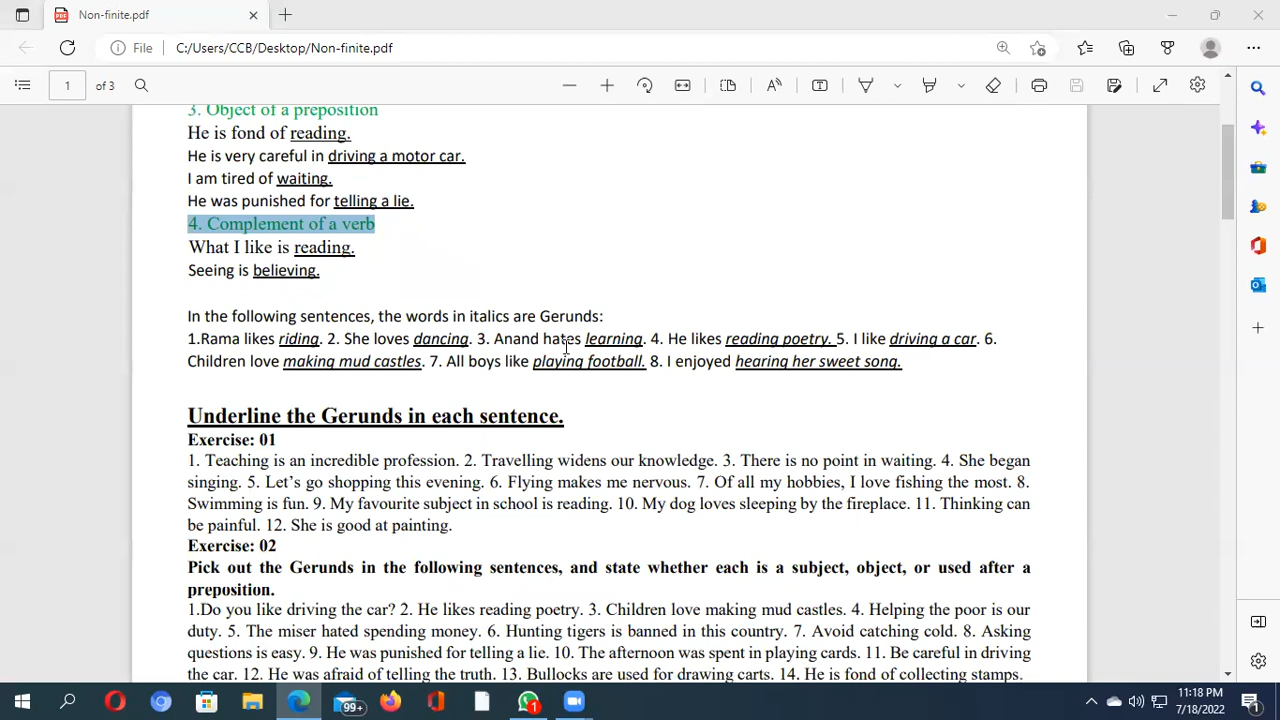 Non-finite.pdf
File C:/Users/CCB/Desktop/Non-finite.pdf
1 of 3
3. Object of a preposition
He is fond of reading.
He is very careful in driving a motor car.
I am tired of waiting.
He was punished for telling a lie.
4. Complement of a verb
What I like is reading.
Seeing is believing.
In the following sentences, the words in italics are Gerunds:
1.Rama likes riding. 2. She loves dancing. 3. Anand hates learning. 4. He likes reading poetry. 5. I like driving a car. 6.
Children love making mud castles. 7. All boys like playing football. 8. I enjoyed hearing her sweet song.
Underline the Gerunds in each sentence.
Exercise: 01
1. Teaching is an incredible profession. 2. Travelling widens our knowledge. 3. There is no point in waiting. 4. She began
singing. 5. Let’s go shopping this evening. 6. Flying makes me nervous. 7. Of all my hobbies, I love fishing the most. 8.
Swimming is fun. 9. My favourite subject in school is reading. 10. My dog loves sleeping by the fireplace. 11. Thinking can
be painful. 12. She is good at painting.
Exercise: 02
Pick out the Gerunds in the following sentences, and state whether each is a subject, object, or used after a
preposition.
1.Do you like driving the car? 2. He likes reading poetry. 3. Children love making mud castles. 4. Helping the poor is our
duty. 5. The miser hated spending money. 6. Hunting tigers is banned in this country. 7. Avoid catching cold. 8. Asking
questions is easy. 9. He was punished for telling a lie. 10. The afternoon was spent in playing cards. 11. Be careful in driving
the car. 12. He was afraid of telling the truth. 13. Bullocks are used for drawing carts. 14. He is fond of collecting stamps.
99+
1
11:18 PM
7/18/2022
1